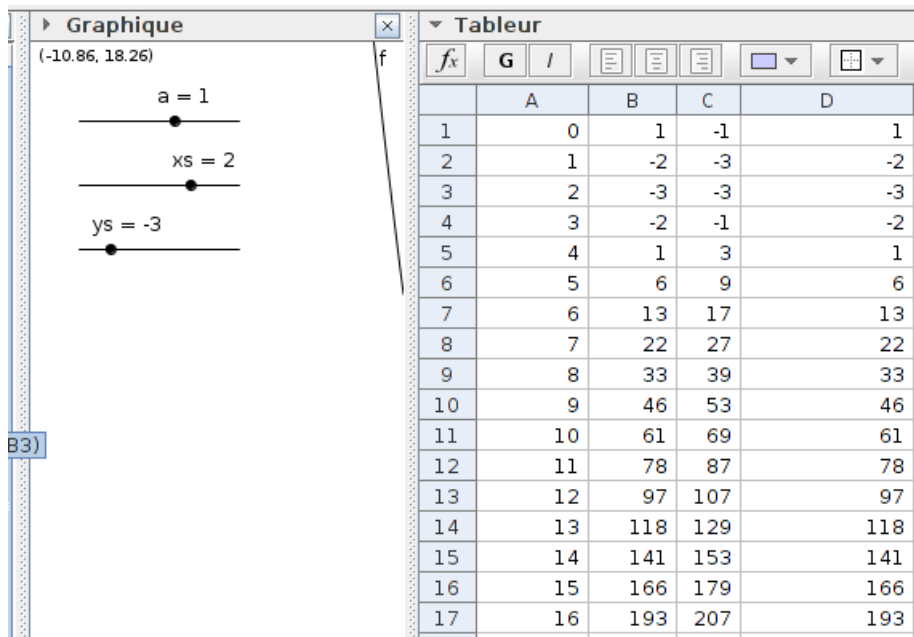 Graphique
(-10.86, 18.26)
f
a = 1
xs = 2
ys = -3
B3)
Tableur
fx G I
A B C D
1 0 1 -1 1
2 1 -2 -3 -2
3 2 -3 -3 -3
4 3 -2 -1 -2
5 4 1 3 1
6 5 6 9 6
7 6 13 17 13
8 7 22 27 22
9 8 33 39 33
10 9 46 53 46
11 10 61 69 61
12 11 78 87 78
13 12 97 107 97
14 13 118 129 118
15 14 141 153 141
16 15 166 179 166
17 16 193 207 193